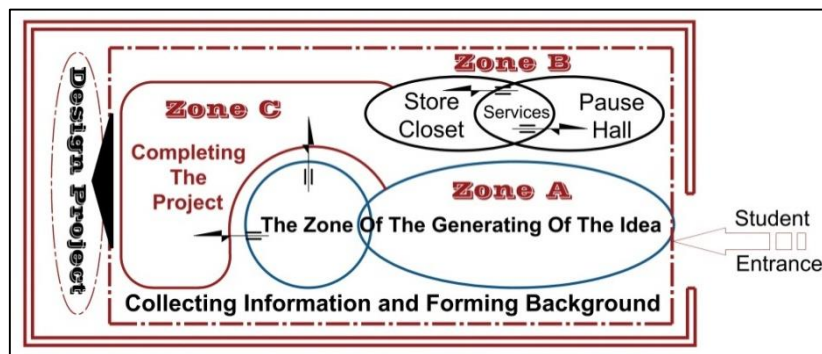 Zone B
Store
Closet
Services
Pause
Hall
Zone C
Completing
The
Project
Zone A
The Zone Of The Generating Of The Idea
Student
Entrance
Collecting Information and Forming Background
Design Project